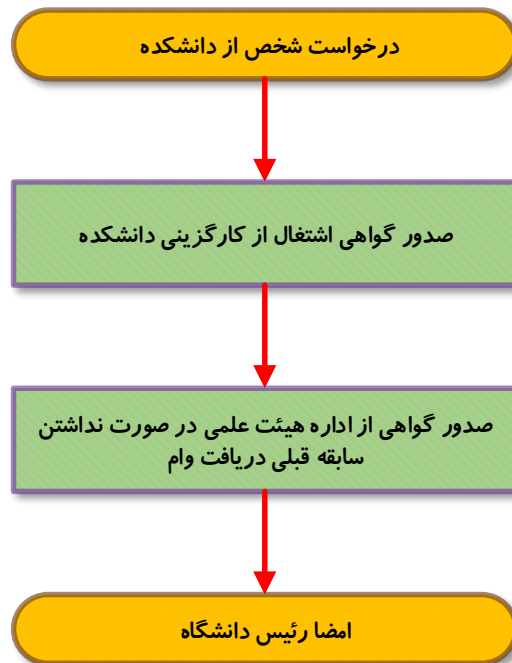 درخواست شخص از دانشکده
صدور گواهی اشتغال از کارگزینی دانشکده
صدور گواهی از اداره هیئت علمی در صورت نداشتن
سابقه قبلی دریافت وام
امضا رئیس دانشگاه